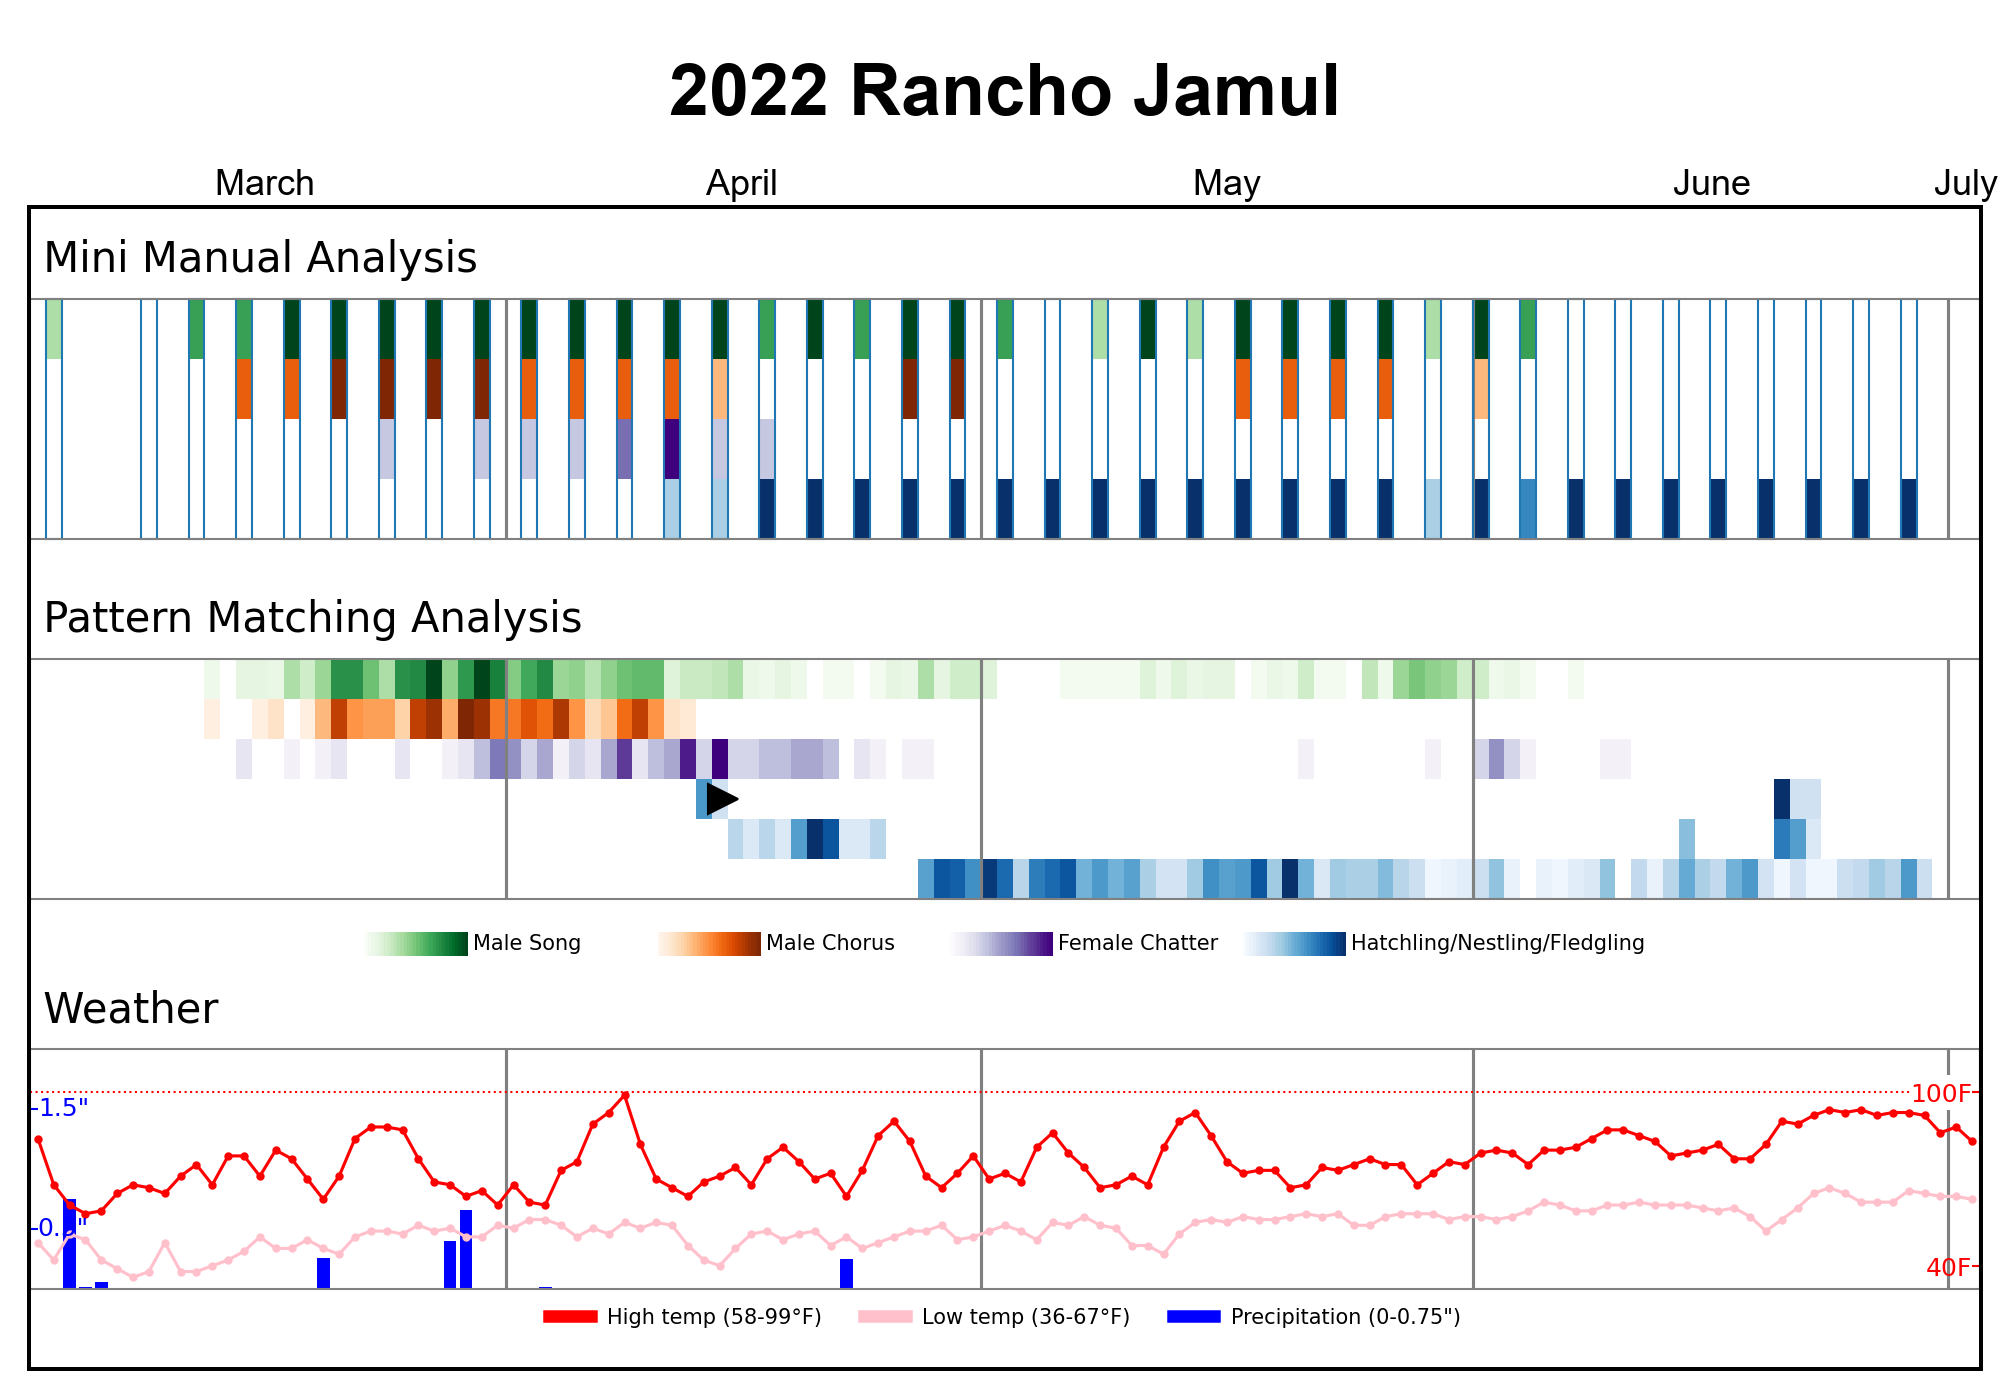 2022 Rancho Jamul
March April May June July
Mini Manual Analysis
Pattern Matching Analysis
Male Song Male Chorus Female Chatter Hatchling/Nestling/Fledgling
Weather
1.5" 100F
40F
High temp (58-99°F) Low temp (36-67°F) Precipitation (0-0.75")